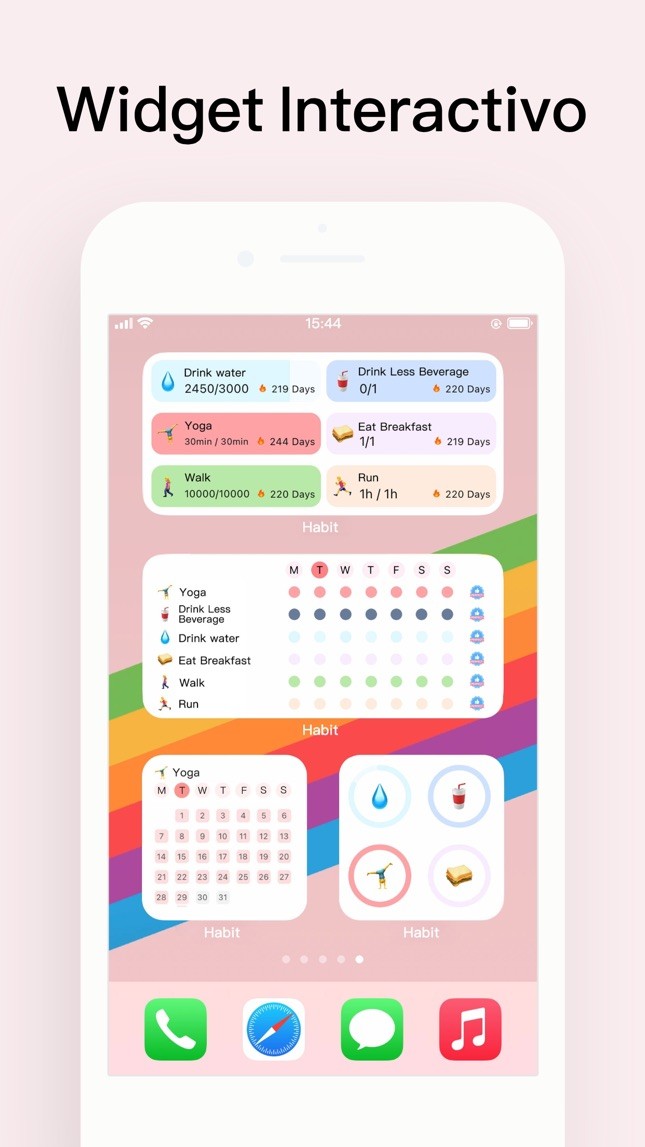 Widget Interactivo
15:44
Drink water
2450/3000 219 Days
Drink Less Beverage
0/1 220 Days
Yoga
30min / 30min 244 Days
Eat Breakfast
1/1 219 Days
Walk
10000/10000 220 Days
Run
1h / 1h 220 Days
Habit
M T W T F S S
Yoga
Drink Less
Beverage
Drink water
Eat Breakfast
Walk
Run
Habit
Yoga
M T W T F S S
1 2 3 4 5 6
7 8 9 10 11 12 13
14 15 16 17 18 19 20
21 22 23 24 25 26 27
28 29 30 31
Habit
Habit